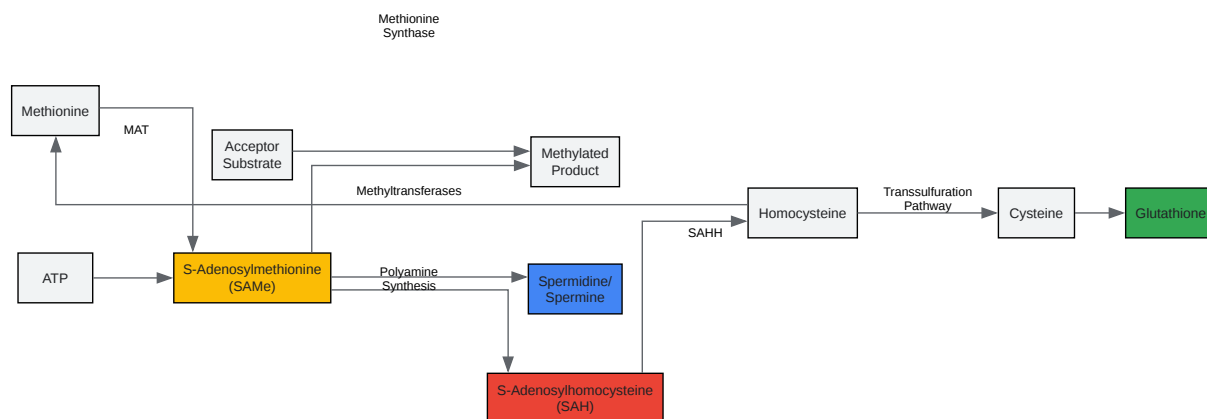 Methionine
Synthase
Methionine
MAT
Acceptor
Substrate
Methylated
Product
Methyltransferases
Homocysteine
Transsulfuration
Pathway
Cysteine
Glutathione
SAHH
ATP
S-Adenosylmethionine
(SAMe)
Polyamine
Synthesis
Spermidine/
Spermine
S-Adenosylhomocysteine
(SAH)